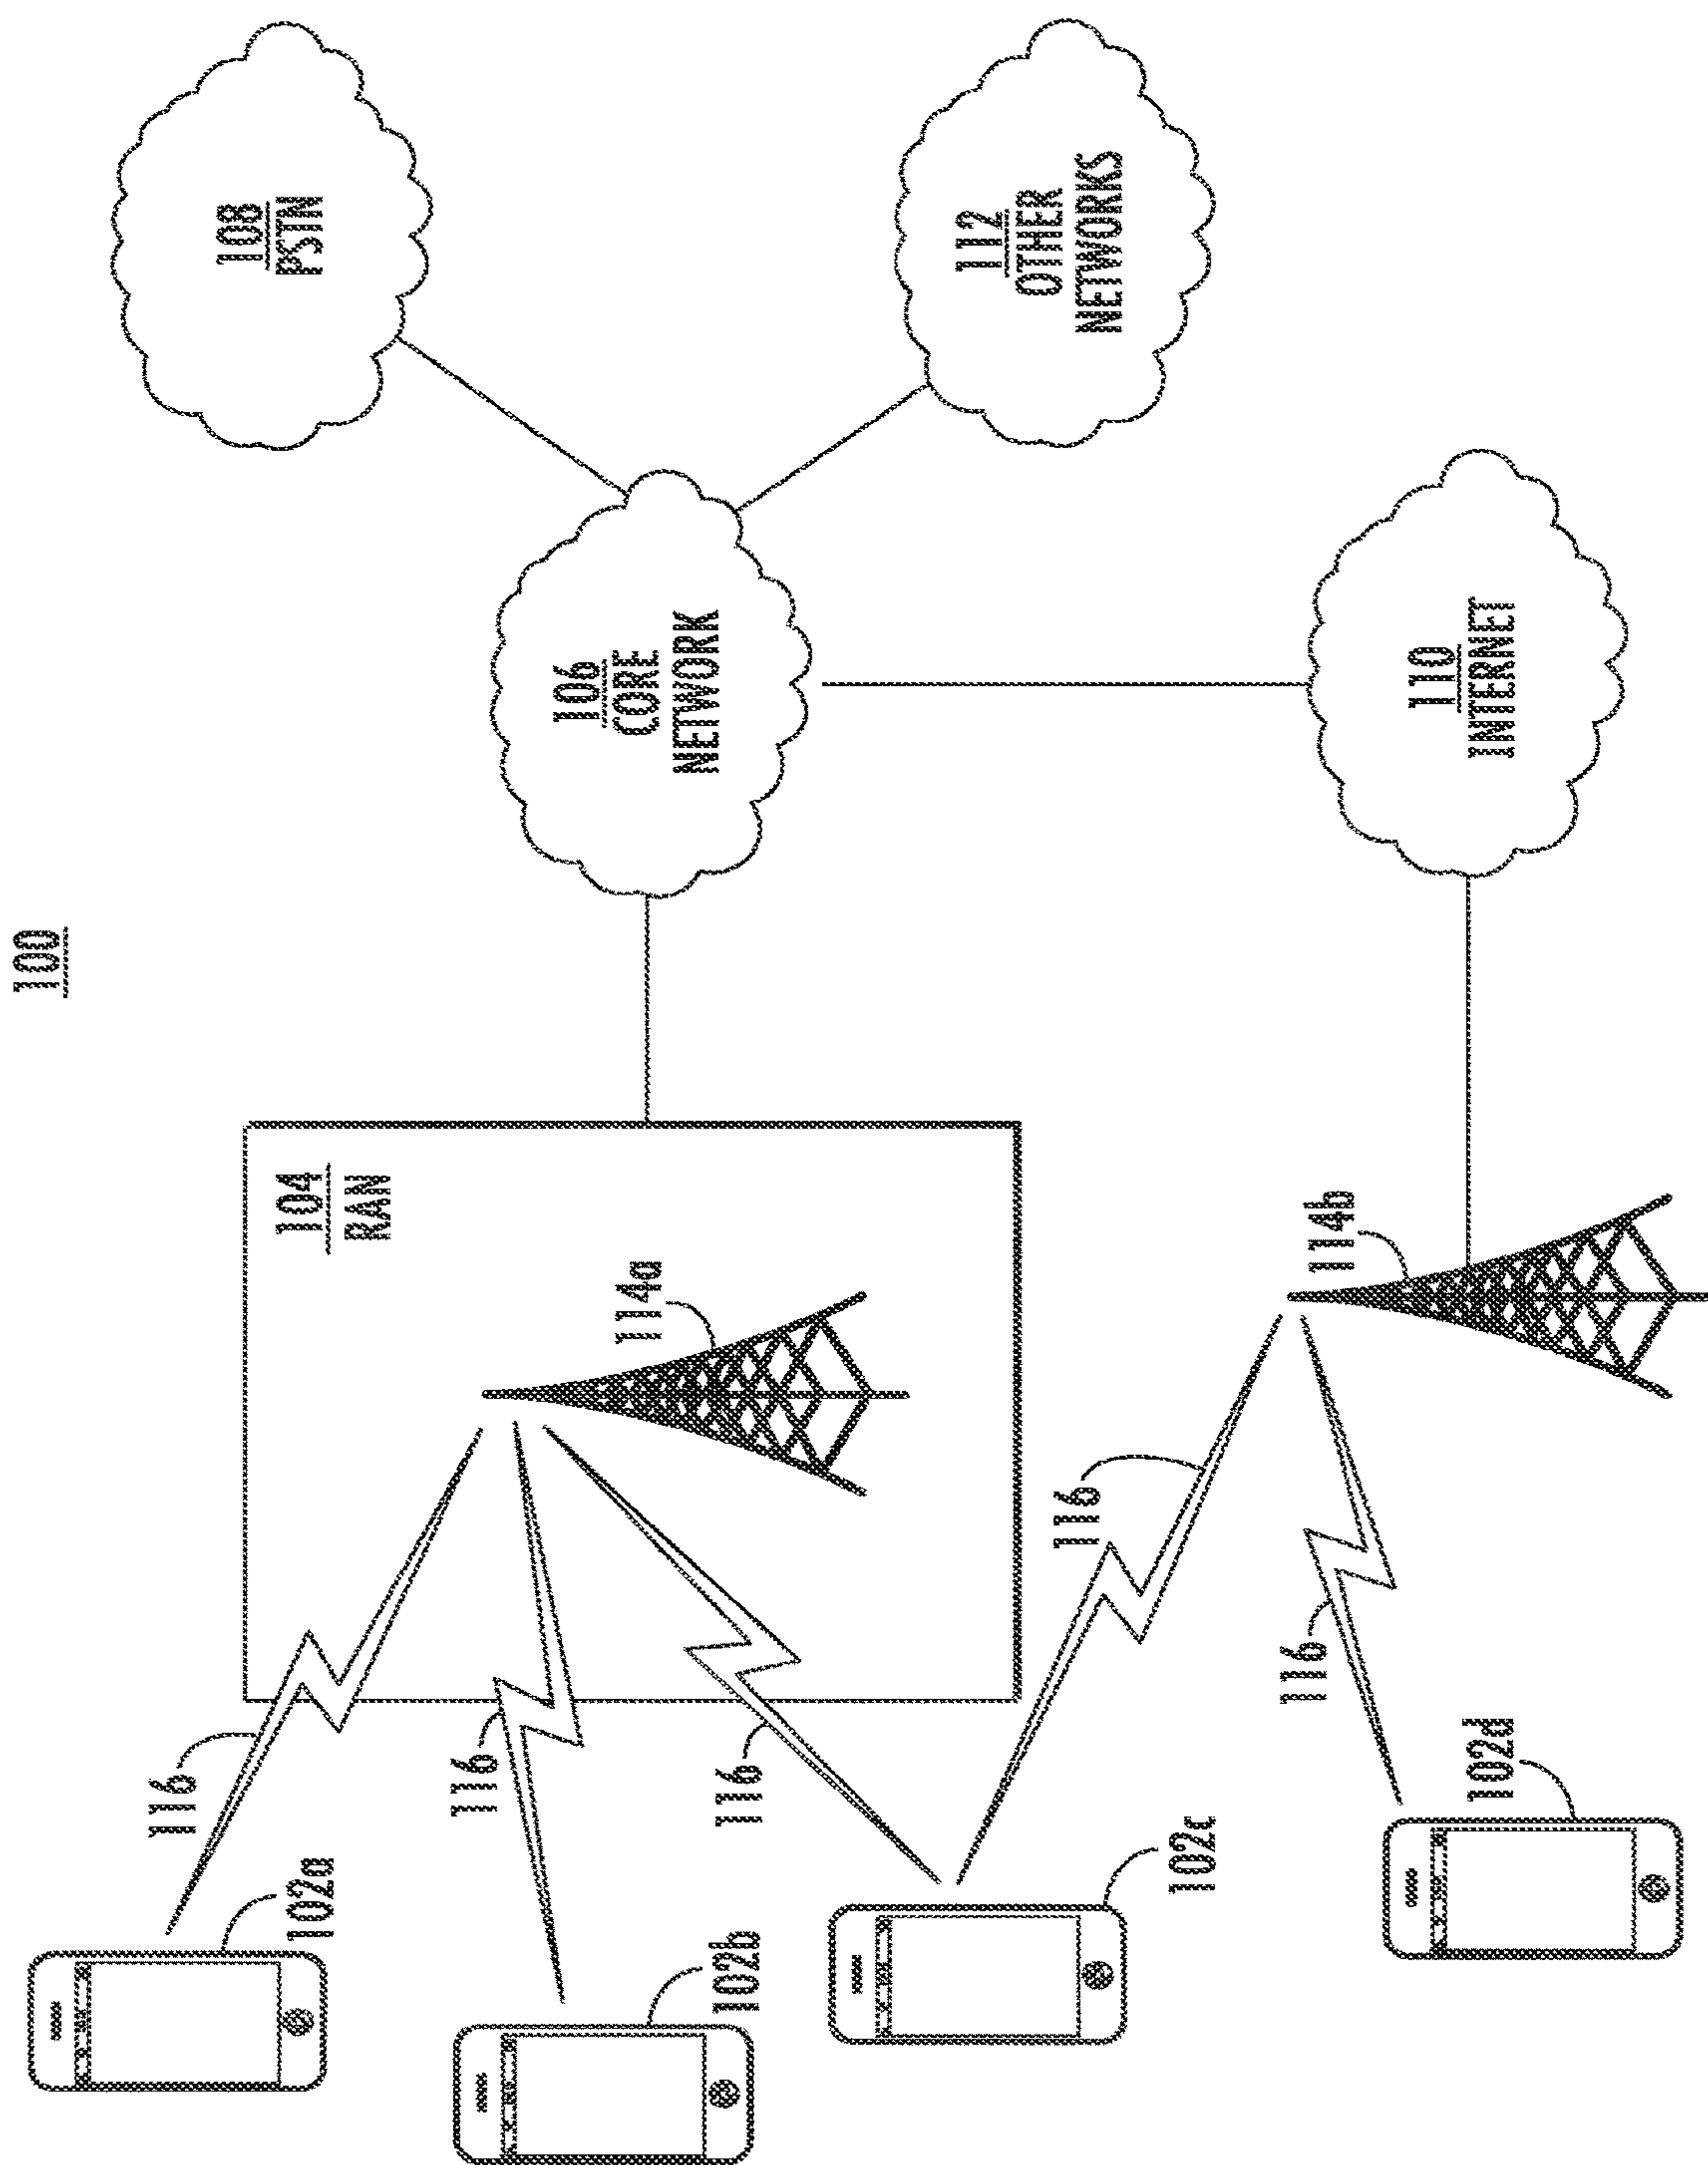 100
116
108
PSTN
102a
104
RAN
116
106
CORE
NETWORK
114a
102b
116
112
OTHER
NETWORKS
116
102c
116
114b
110
INTERNET
102d